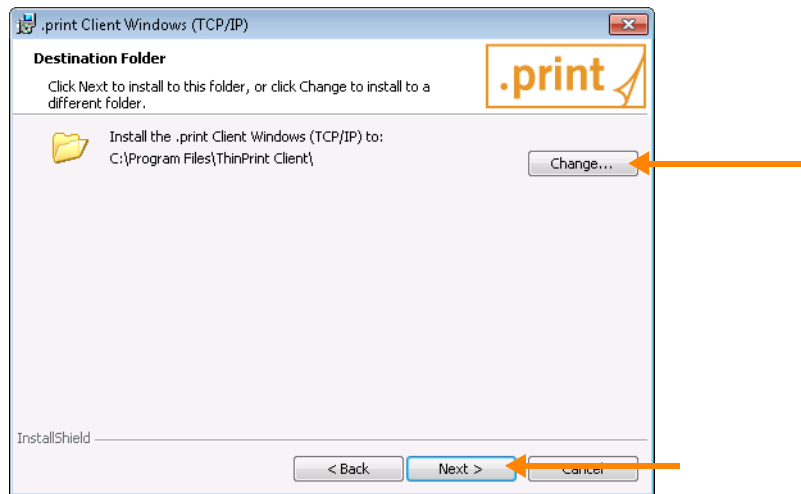 .print Client Windows (TCP/IP)
Destination Folder
Click Next to install to this folder, or click Change to install to a
different folder.
.print
Install the .print Client Windows (TCP/IP) to:
C:\Program Files\ThinPrint Client\
Change...
InstallShield
< Back
Next >
Cancel